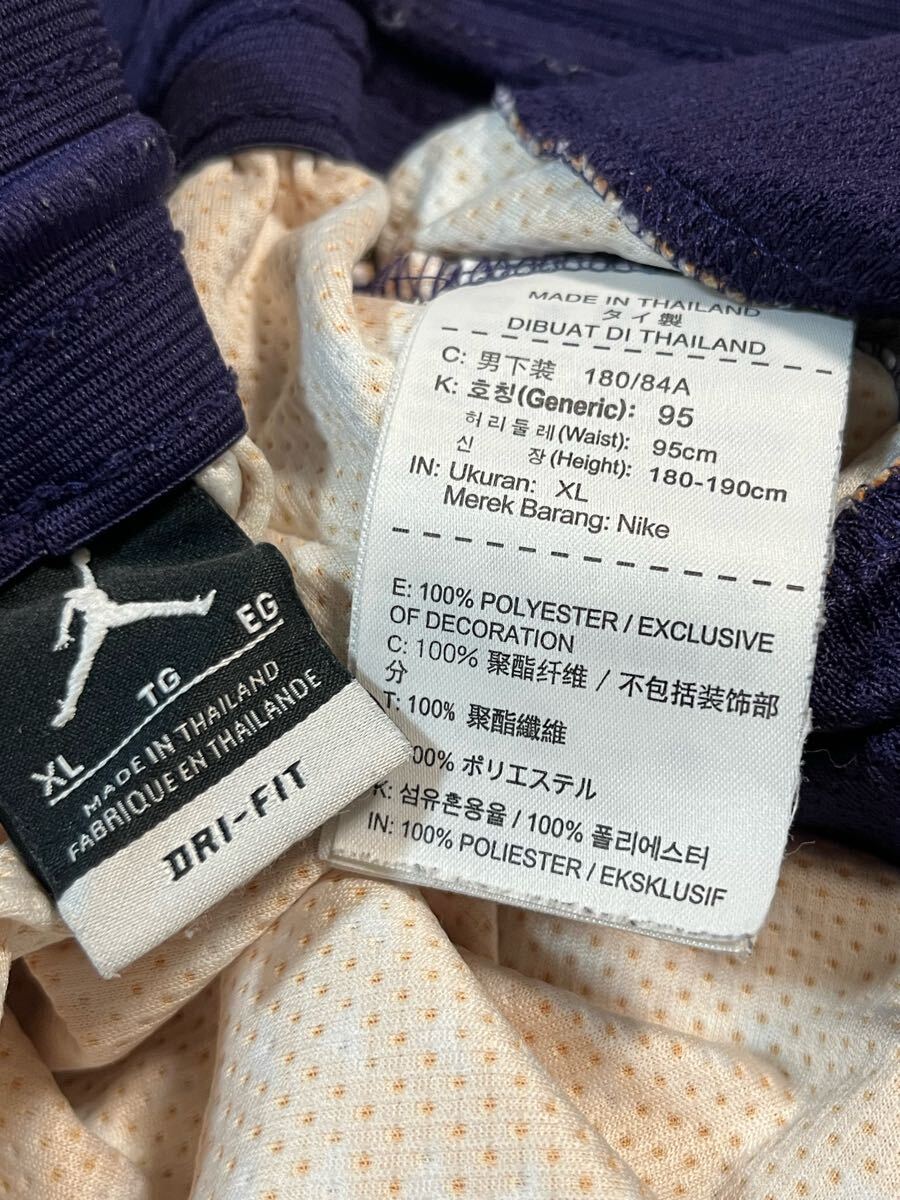 MADE IN THAILAND
タイ製
DIBUAT DI THAILAND
C: 男下装 180/84A
K: 호칭(Generic): 95
허리둘레(Waist): 95cm
신 장(Height): 180-190cm
IN: Ukuran: XL
Merek Barang: Nike
E: 100% POLYESTER / EXCLUSIVE
OF DECORATION
C: 100% 聚酯纤维 / 不包括装饰部
分
T: 100% 聚酯纖維
100% ポリエステル
K: 섬유혼용율 / 100% 폴리에스터
IN: 100% POLIESTER / EKSKLUSIF
XL TG EG
MADE IN THAILAND
FABRIQUE EN THAILANDE
DRI-FIT